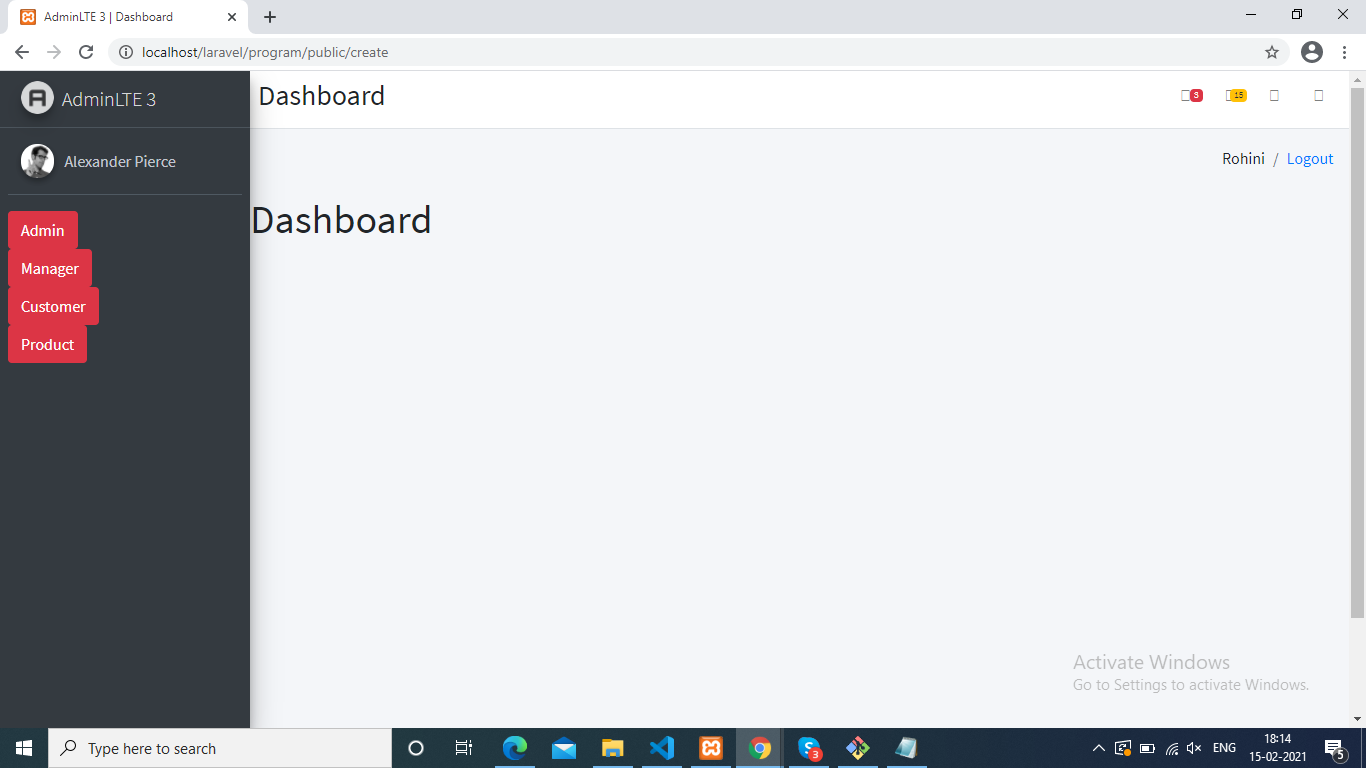 AdminLTE 3 | Dashboard
localhost/laravel/program/public/create
AdminLTE 3
Dashboard
3
15
Alexander Pierce
Rohini / Logout
Admin
Manager
Customer
Product
Dashboard
Activate Windows
Go to Settings to activate Windows.
Type here to search
3
ENG
18:14
15-02-2021
5